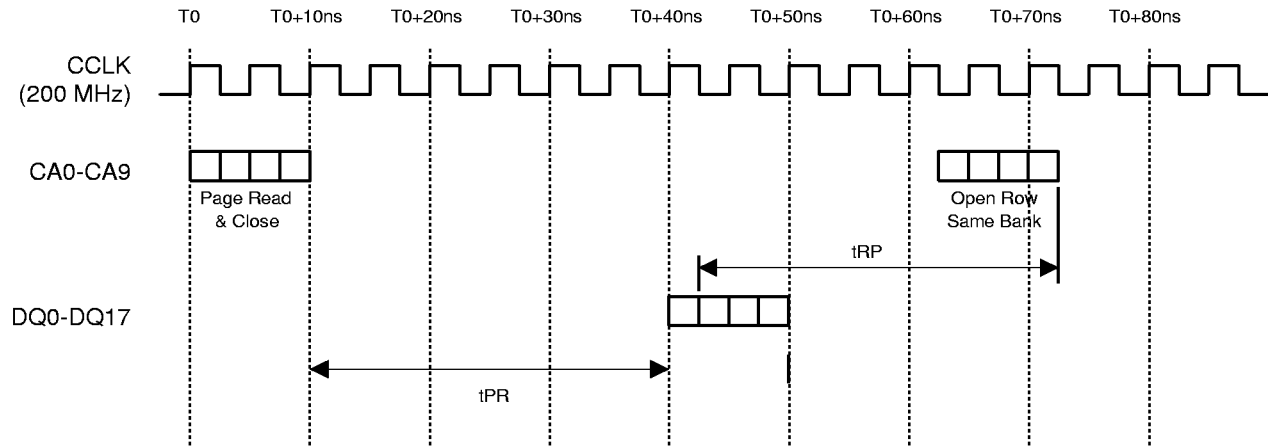 T0 T0+10ns T0+20ns T0+30ns T0+40ns T0+50ns T0+60ns T0+70ns T0+80ns
CCLK
(200 MHz)
CA0-CA9
Page Read
& Close
Open Row
Same Bank
tRP
DQ0-DQ17
tPR